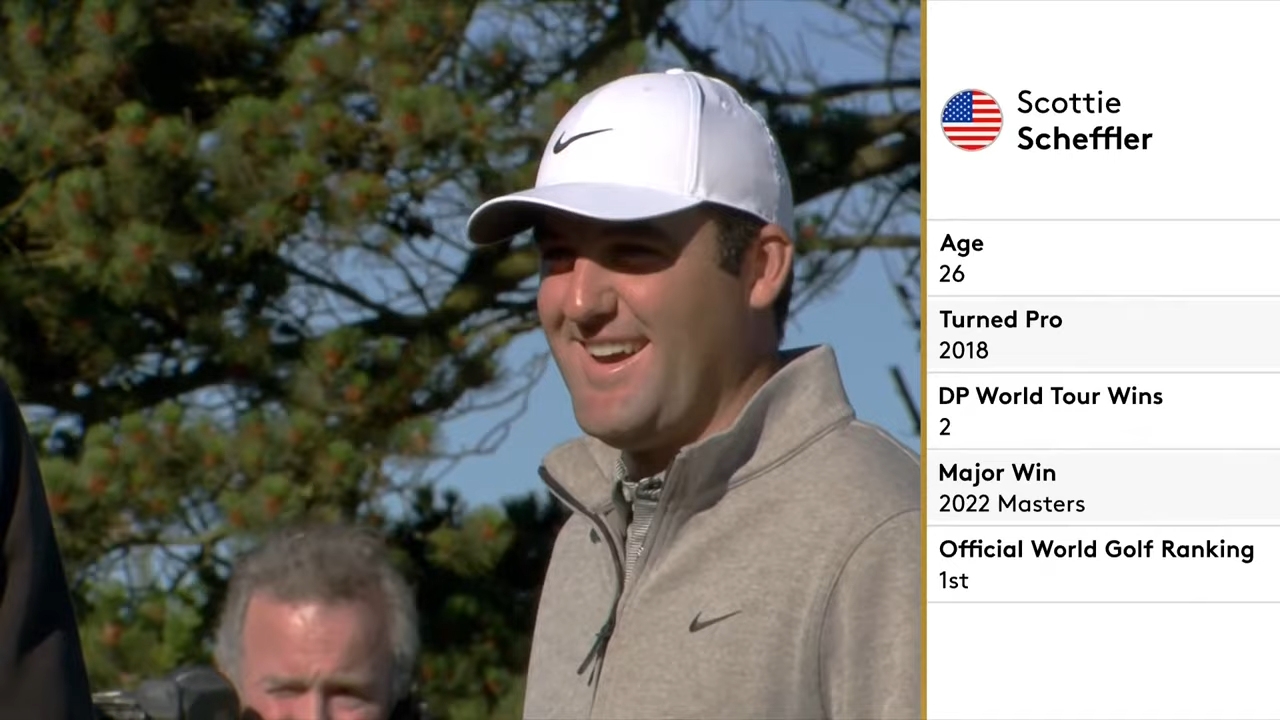 Scottie
Scheffler
Age
26
Turned Pro
2018
DP World Tour Wins
2
Major Win
2022 Masters
Official World Golf Ranking
1st